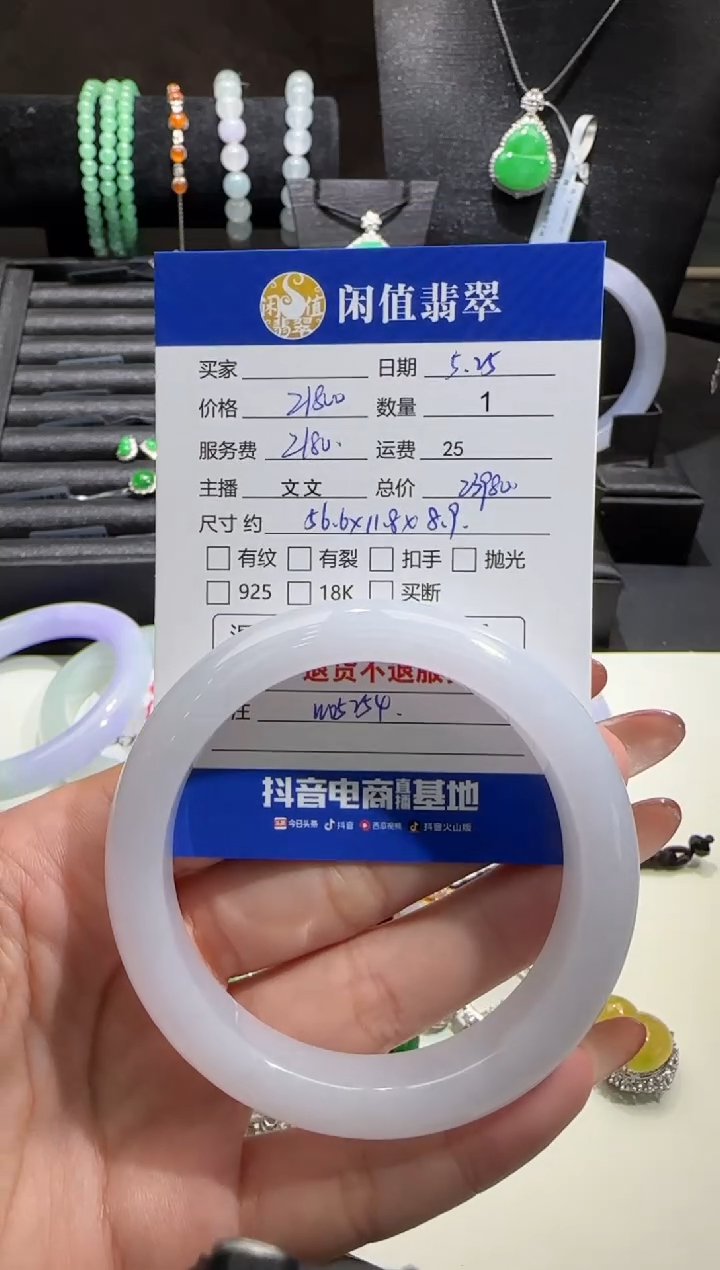 闲值翡翠 闲值翡翠
买家 日期 5.25
价格 21800 数量 1
服务费 2180. 运费 25
主播 文文 总价 23980
尺寸 约 56.6x11.8x8.9.
□ 有纹 □ 有裂 □ 扣手 □ 抛光
□ 925 □ 18K □ 买断
退货不退服
注
抖音电商直播基地
今日头条 抖音 西瓜视频 抖音火山版